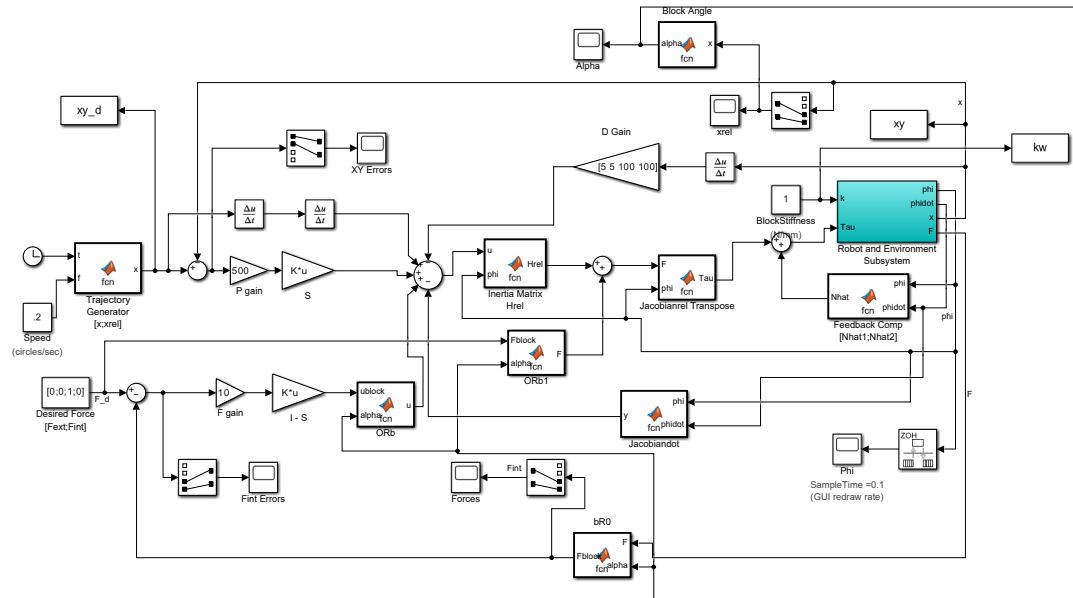 Block Angle
alpha
x
fcn
Alpha
xy_d
xrel
x
xy
kw
D Gain
[5 5 100 100]
Δu
Δt
XY Errors
Δu
Δt
Δu
Δt
1
BlockStiffness
(N/mm)
k
Tau
phi
phidot
x
F
Robot and Environment
Subsystem
t
f
x
fcn
Trajectory
Generator
[x;xrel]
500
P gain
K*u
S
u
phi
Hrel
fcn
Inertia Matrix
Hrel
F
phi
Tau
fcn
Jacobianrel Transpose
Nhat
phi
phidot
fcn
Feedback Comp
[Nhat1;Nhat2]
phi
.2
Speed
(circles/sec)
Fblock
alpha
F
fcn
ORb1
[0;0;1;0]
F_d
Desired Force
[Fext;Fint]
10
F gain
K*u
I - S
ublock
alpha
u
fcn
ORb
y
phi
phidot
fcn
Jacobiandot
F
ZOH
Phi
SampleTime =0.1
(GUI redraw rate)
Fint Errors
Forces
Fint
bR0
Fblock
F
alpha
fcn